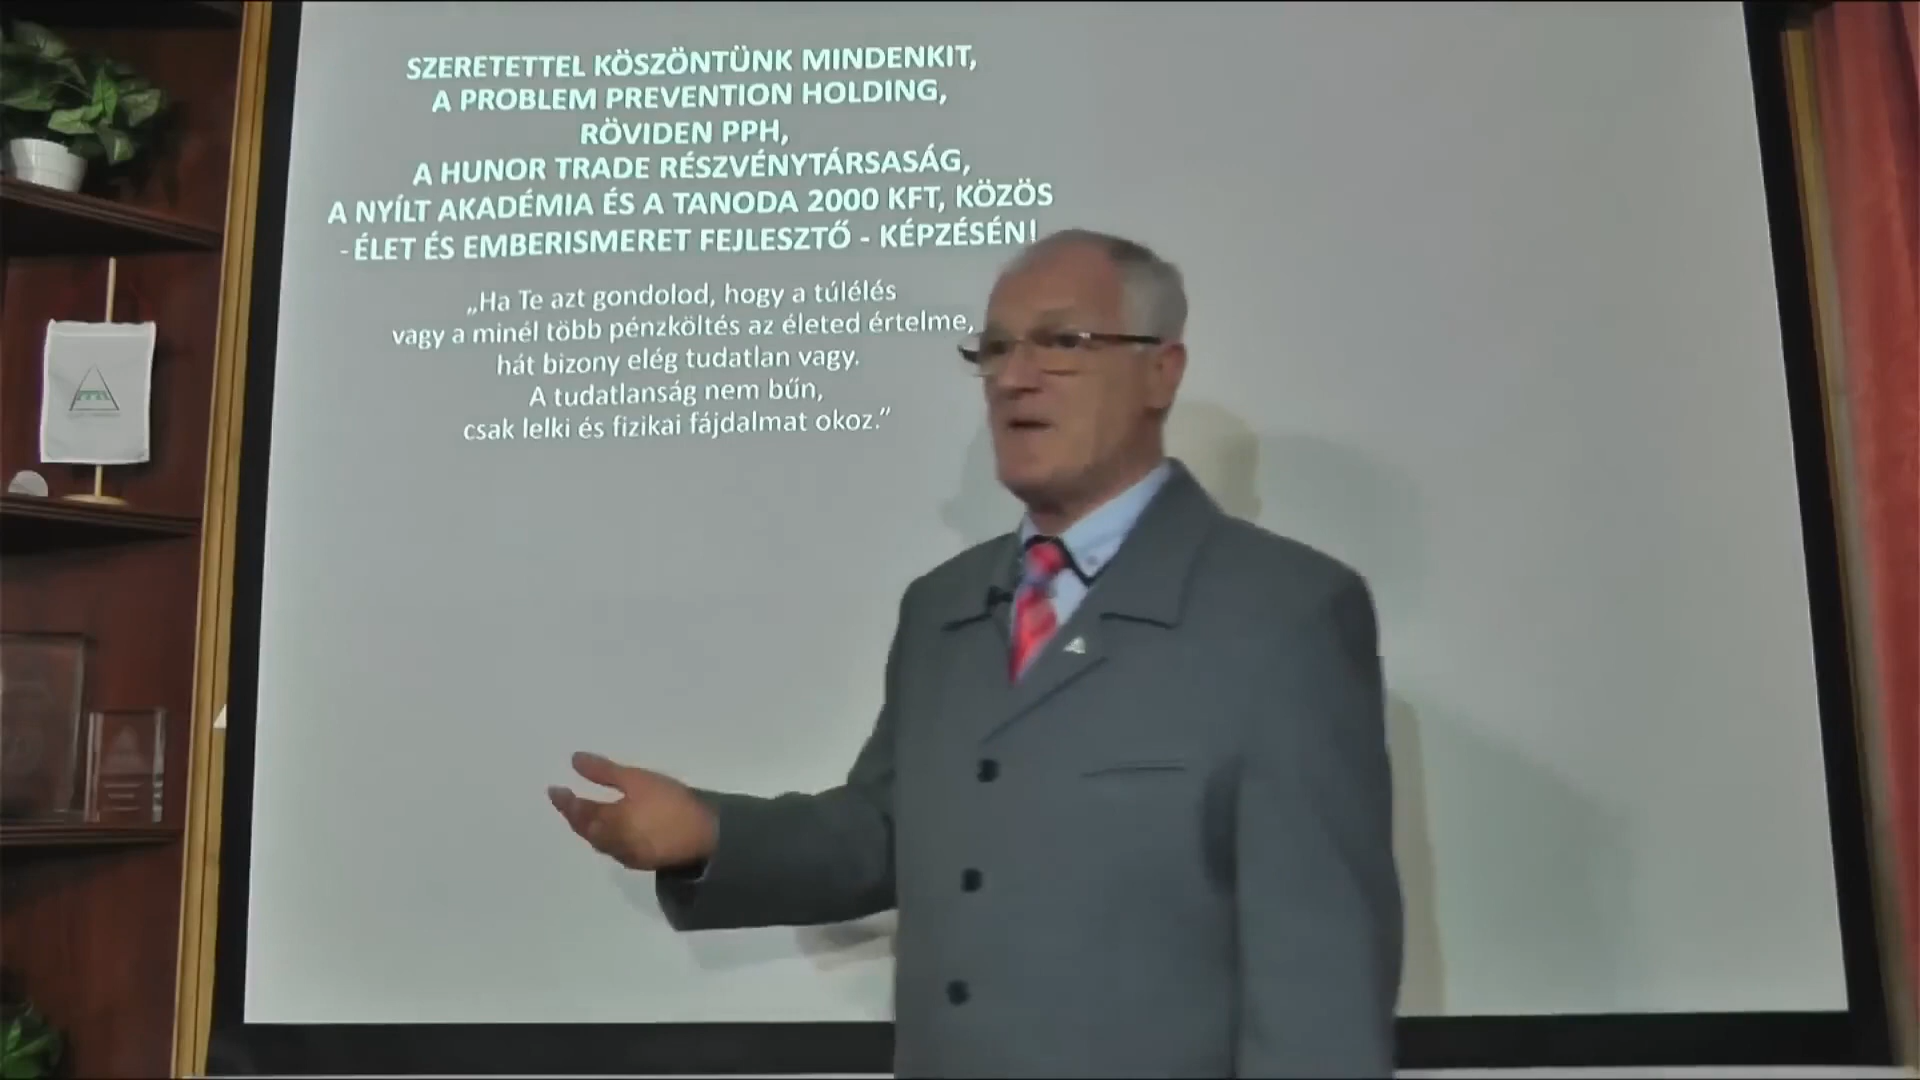 SZERETETTEL KÖSZÖNTÜNK MINDENKIT,
A PROBLEM PREVENTION HOLDING,
RÖVIDEN PPH,
A HUNOR TRADE RÉSZVÉNYTÁRSASÁG,
A NYÍLT AKADÉMIA ÉS A TANODA 2000 KFT, KÖZÖS
- ÉLET ÉS EMBERISMERET FEJLESZTŐ - KÉPZÉSÉN!
„Ha Te azt gondolod, hogy a túlélés
vagy a minél több pénzköltés az életed értelme,
hát bizony elég tudatlan vagy.
A tudatlanság nem bűn,
csak lelki és fizikai fájdalmat okoz.”